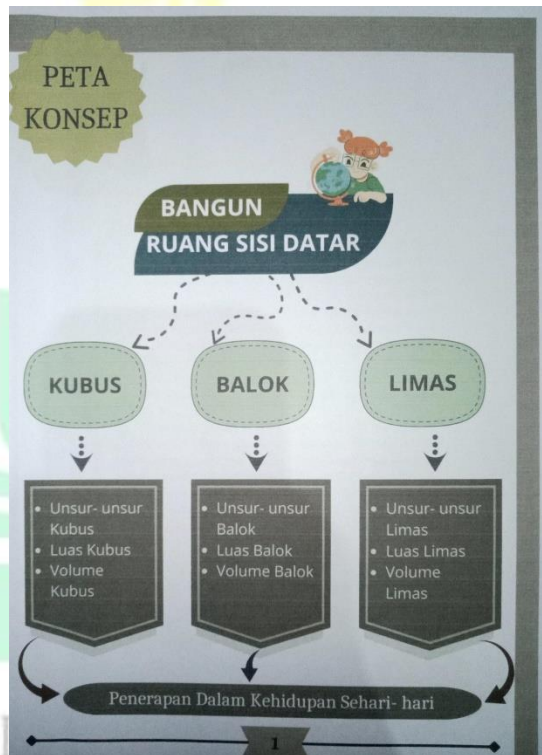 PETA
KONSEP
BANGUN
RUANG SISI DATAR
KUBUS
BALOK
LIMAS
• Unsur- unsur
Kubus
• Luas Kubus
• Volume
Kubus
• Unsur- unsur
Balok
• Luas Balok
• Volume Balok
• Unsur- unsur
Limas
• Luas Limas
• Volume
Limas
Penerapan Dalam Kehidupan Sehari- hari
1